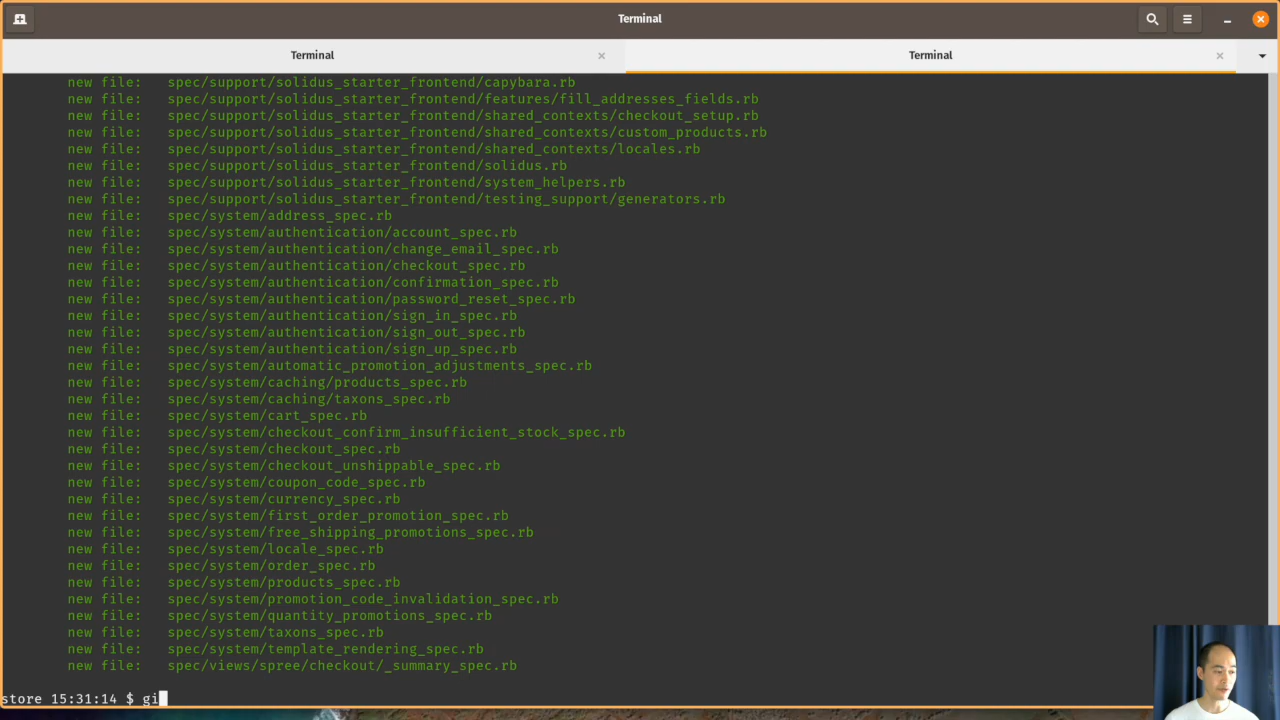 Terminal
Terminal
Terminal
new file: spec/support/solidus_starter_frontend/capybara.rb
new file: spec/support/solidus_starter_frontend/features/fill_addresses_fields.rb
new file: spec/support/solidus_starter_frontend/shared_contexts/checkout_setup.rb
new file: spec/support/solidus_starter_frontend/shared_contexts/custom_products.rb
new file: spec/support/solidus_starter_frontend/shared_contexts/locales.rb
new file: spec/support/solidus_starter_frontend/solidus.rb
new file: spec/support/solidus_starter_frontend/system_helpers.rb
new file: spec/support/solidus_starter_frontend/testing_support/generators.rb
new file: spec/system/address_spec.rb
new file: spec/system/authentication/account_spec.rb
new file: spec/system/authentication/change_email_spec.rb
new file: spec/system/authentication/checkout_spec.rb
new file: spec/system/authentication/confirmation_spec.rb
new file: spec/system/authentication/password_reset_spec.rb
new file: spec/system/authentication/sign_in_spec.rb
new file: spec/system/authentication/sign_out_spec.rb
new file: spec/system/authentication/sign_up_spec.rb
new file: spec/system/automatic_promotion_adjustments_spec.rb
new file: spec/system/caching/products_spec.rb
new file: spec/system/caching/taxons_spec.rb
new file: spec/system/cart_spec.rb
new file: spec/system/checkout_confirm_insufficient_stock_spec.rb
new file: spec/system/checkout_spec.rb
new file: spec/system/checkout_unshippable_spec.rb
new file: spec/system/coupon_code_spec.rb
new file: spec/system/currency_spec.rb
new file: spec/system/first_order_promotion_spec.rb
new file: spec/system/free_shipping_promotions_spec.rb
new file: spec/system/locale_spec.rb
new file: spec/system/order_spec.rb
new file: spec/system/products_spec.rb
new file: spec/system/promotion_code_invalidation_spec.rb
new file: spec/system/quantity_promotions_spec.rb
new file: spec/system/taxons_spec.rb
new file: spec/system/template_rendering_spec.rb
new file: spec/views/spree/checkout/_summary_spec.rb
store 15:31:14 $ gi